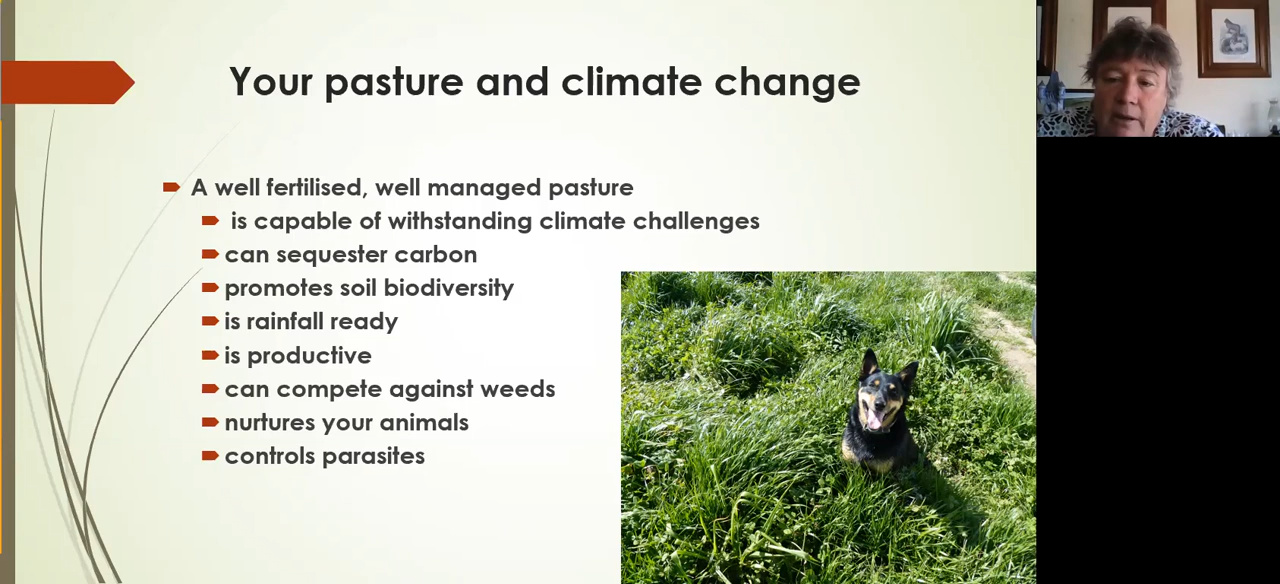 Your pasture and climate change
A well fertilised, well managed pasture
is capable of withstanding climate challenges
can sequester carbon
promotes soil biodiversity
is rainfall ready
is productive
can compete against weeds
nurtures your animals
controls parasites